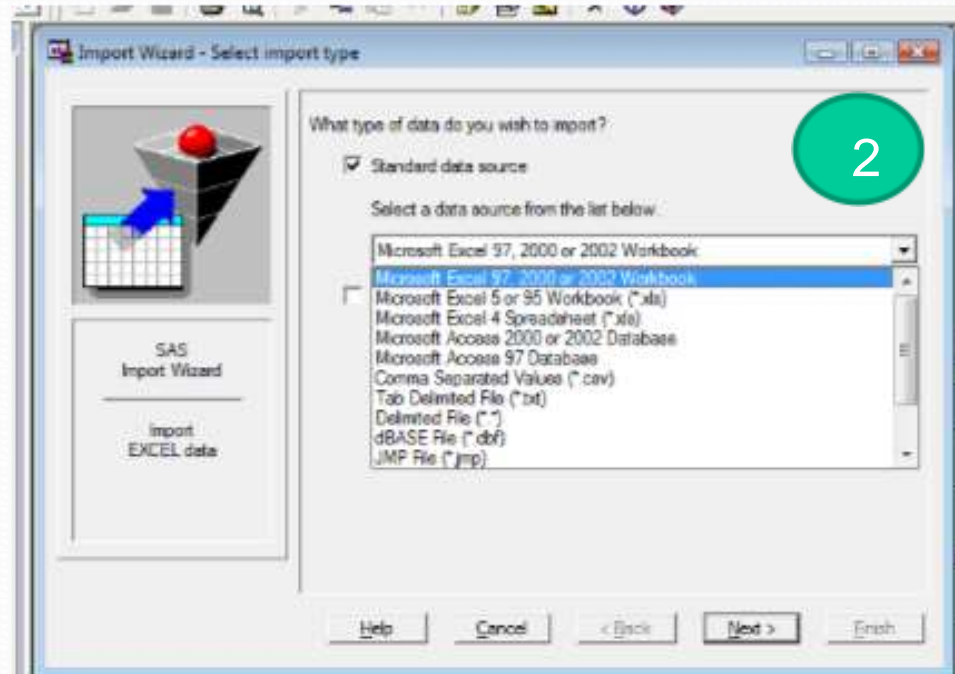 Import Wizard - Select import type
What type of data do you wish to import?
2
Standard data source
Select a data source from the list below.
Microsoft Excel 97, 2000 or 2002 Workbook
Microsoft Excel 97, 2000 or 2002 Workbook
Microsoft Excel 5 or 95 Workbook (*.xls)
Microsoft Excel 4 Spreadsheet (*.xls)
Microsoft Access 2000 or 2002 Database
Microsoft Access 97 Database
Comma Separated Values (*.csv)
Tab Delimited File (*.txt)
Delimited File (*.*)
dBASE File (*.dbf)
JMP File (*.jmp)
SAS
Import Wizard
Import
EXCEL data
Help Cancel < Back Next > Finish